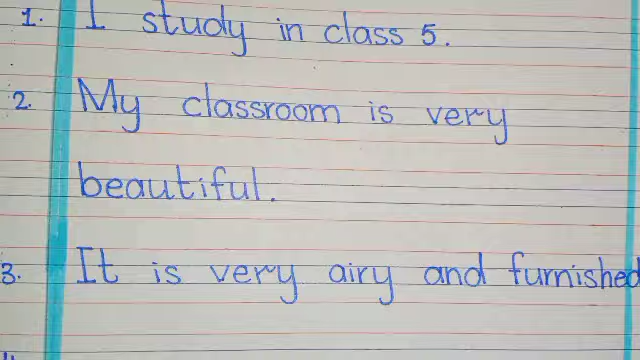 1. I study in class 5.
2. My classroom is very
beautiful.
3. It is very airy and furnished